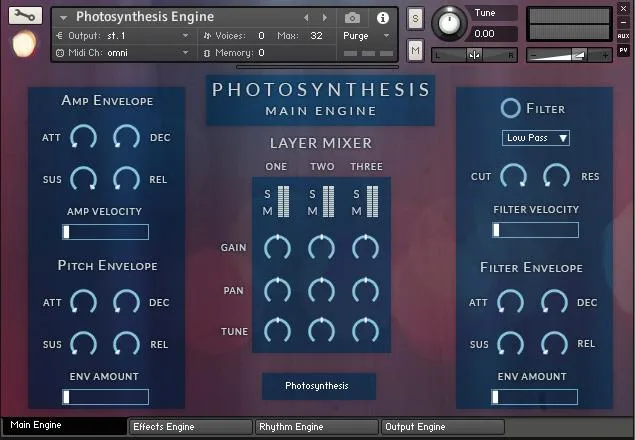 Photosynthesis Engine
Output: st. 1
Voices: 0 Max: 32
Purge
Midi Ch: omni
Memory: 0
S
M
Tune
0.00
L R
AUX
PV
PHOTOSYNTHESIS
MAIN ENGINE
AMP ENVELOPE
ATT DEC
SUS REL
AMP VELOCITY
PITCH ENVELOPE
ATT DEC
SUS REL
ENV AMOUNT
LAYER MIXER
ONE TWO THREE
S S S
M M M
GAIN
PAN
TUNE
Photosynthesis
FILTER
Low Pass
CUT RES
FILTER VELOCITY
FILTER ENVELOPE
ATT DEC
SUS REL
ENV AMOUNT
Main Engine
Effects Engine
Rhythm Engine
Output Engine